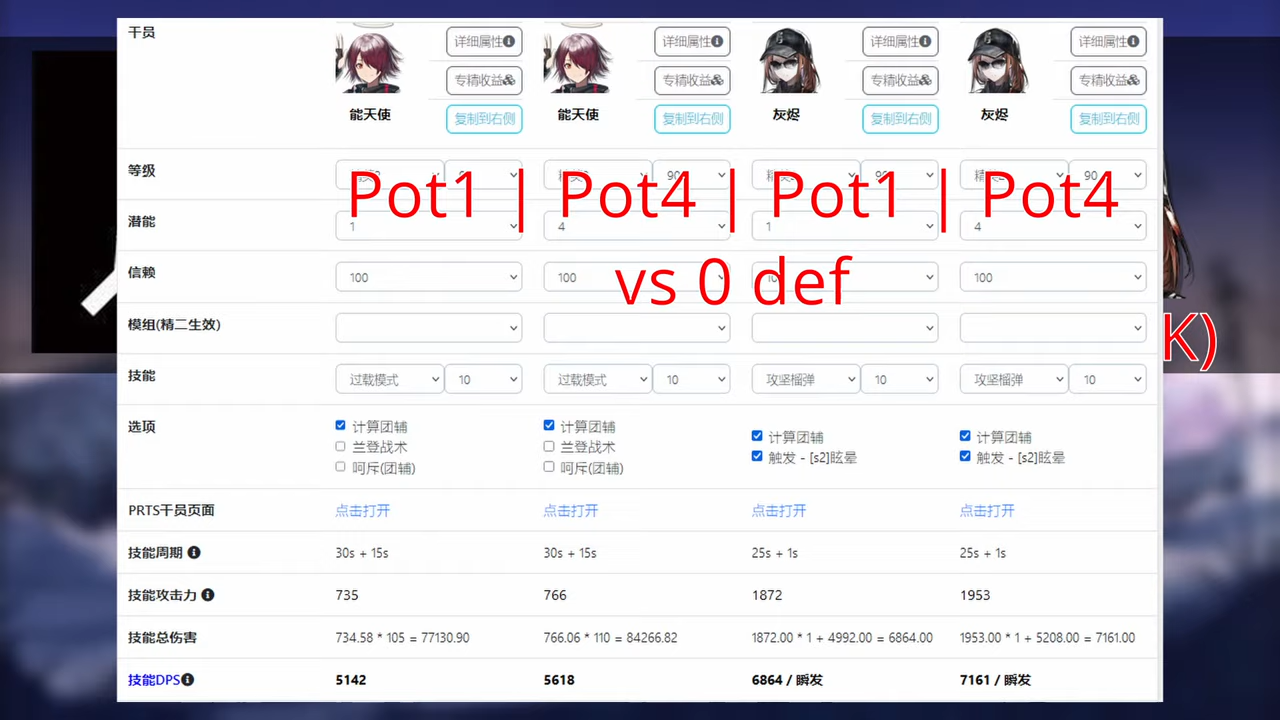 干员
详细属性 详细属性 详细属性 详细属性
专精收益 专精收益 专精收益 专精收益
能天使 复制到右侧 能天使 复制到右侧 灰烬 复制到右侧 灰烬 复制到右侧
等级 90 90
Pot1 | Pot4 | Pot1 | Pot4
潜能 1 4 1 4
信赖 100 100 100
vs 0 def
模组(精二生效)
K)
技能 过载模式 10 过载模式 10 攻坚榴弹 10 攻坚榴弹 10
选项 计算团辅 计算团辅 计算团辅 计算团辅
兰登战术 兰登战术 触发 - [s2]眩晕 触发 - [s2]眩晕
呵斥(团辅) 呵斥(团辅)
PRTS干员页面 点击打开 点击打开 点击打开 点击打开
技能周期 30s + 15s 30s + 15s 25s + 1s 25s + 1s
技能攻击力 735 766 1872 1953
技能总伤害 734.58 * 105 = 77130.90 766.06 * 110 = 84266.82 1872.00 * 1 + 4992.00 = 6864.00 1953.00 * 1 + 5208.00 = 7161.00
技能DPS 5142 5618 6864 / 瞬发 7161 / 瞬发